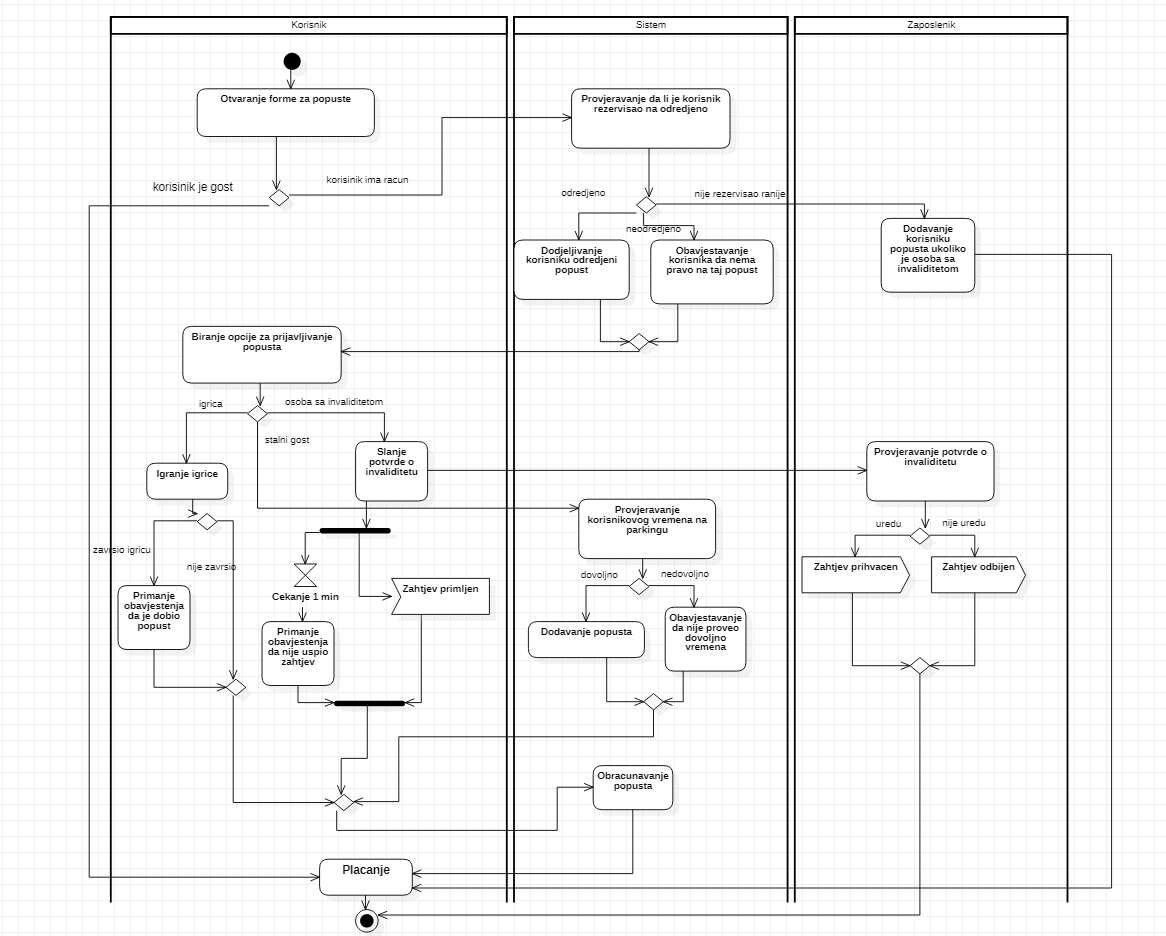 Korisnik
Sistem
Zaposlenik
Otvaranje forme za popuste
Provjeravanje da li je korisnik
rezervisao na odredjeno
korisinik je gost
korisinik ima racun
odredjeno
nije rezervisao ranije
neodredjeno
Dodjeljivanje
korisniku odredjeni
popust
Obavjestavanje
korisnika da nema
pravo na taj popust
Dodavanje
korisniku
popusta ukoliko
je osoba sa
invaliditetom
Biranje opcije za prijavljivanje
popusta
igrica
osoba sa invaliditetom
stalni gost
Igranje igrice
Slanje
potvrde o
invaliditetu
Provjeravanje potvrde o
invaliditetu
Provjeravanje
korisnikovog vremena na
parkingu
uredu
nije uredu
zavrsio igricu
nije zavrsio
dovoljno
nedovoljno
Zahtjev prihvacen
Zahtjev odbijen
Cekanje 1 min
Zahtjev primljen
Primanje
obavjestenja
da je dobio
popust
Primanje
obavjestenja
da nije uspio
zahtjev
Dodavanje popusta
Obavjestavanje
da nije proveo
dovoljno
vremena
Obracunavanje
popusta
Placanje